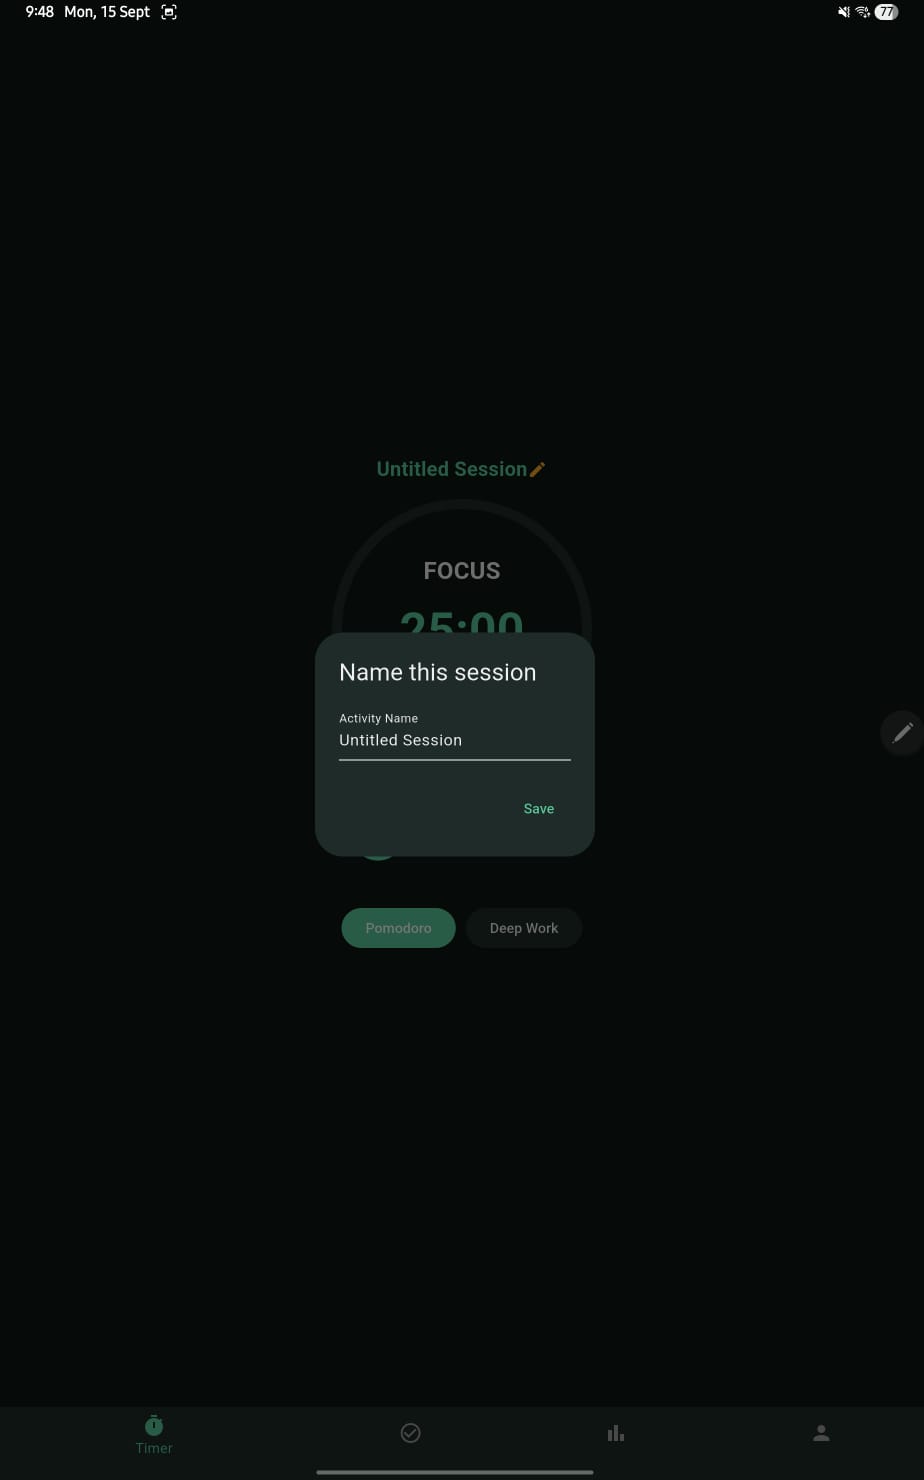 9:48 Mon, 15 Sept
77
Untitled Session
FOCUS
25:00
Name this session
Activity Name
Untitled Session
Save
Pomodoro
Deep Work
Timer